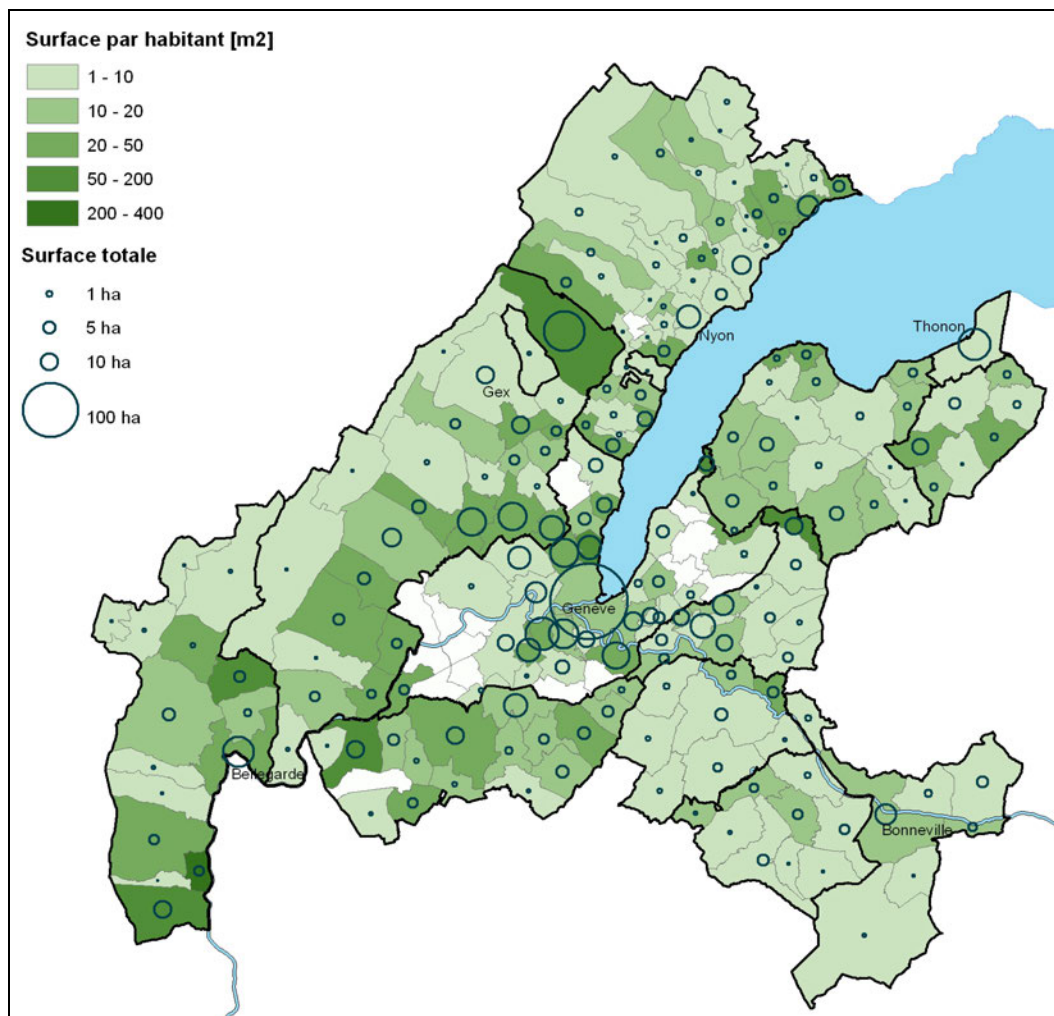 Surface par habitant [m2]
1 - 10
10 - 20
20 - 50
50 - 200
200 - 400
Surface totale
1 ha
5 ha
10 ha
100 ha
Thonon
Nyon
Gex
Genève
Bellegarde
Bonneville